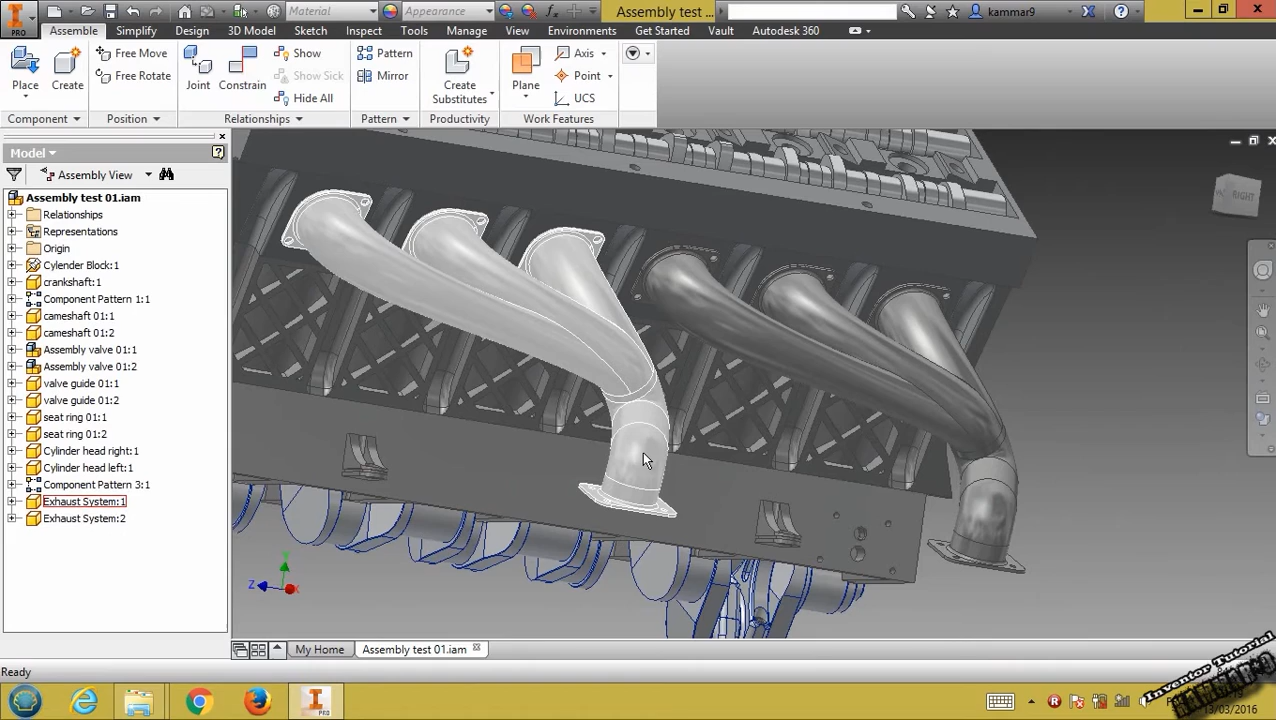 PRO
Material
Appearance
Assembly test ...
kammar9
Assemble Simplify Design 3D Model Sketch Inspect Tools Manage View Environments Get Started Vault Autodesk 360
Place
Create
Free Move
Free Rotate
Joint
Constrain
Show
Show Sick
Hide All
Pattern
Mirror
Create
Substitutes
Plane
Axis
Point
UCS
Component Position Relationships Pattern Productivity Work Features
Model
Assembly View
Assembly test 01.iam
Relationships
Representations
Origin
Cylender Block:1
crankshaft:1
Component Pattern 1:1
cameshaft 01:1
cameshaft 01:2
Assembly valve 01:1
Assembly valve 01:2
valve guide 01:1
valve guide 01:2
seat ring 01:1
seat ring 01:2
Cylinder head right:1
Cylinder head left:1
Component Pattern 3:1
Exhaust System:1
Exhaust System:2
RIGHT
Y
Z
X
My Home
Assembly test 01.iam
Ready
PRO
13/03/2016
Inventor Tutorial